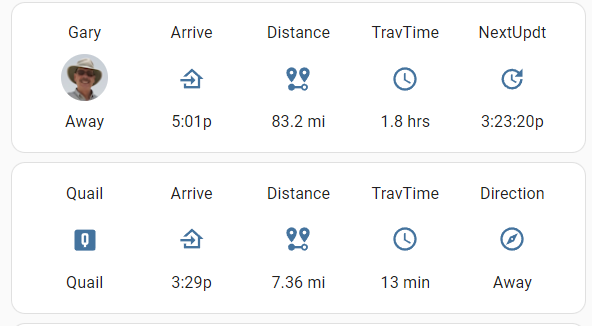 Gary Arrive Distance TravTime NextUpdt
Away 5:01p 83.2 mi 1.8 hrs 3:23:20p
Quail Arrive Distance TravTime Direction
Q
Quail 3:29p 7.36 mi 13 min Away